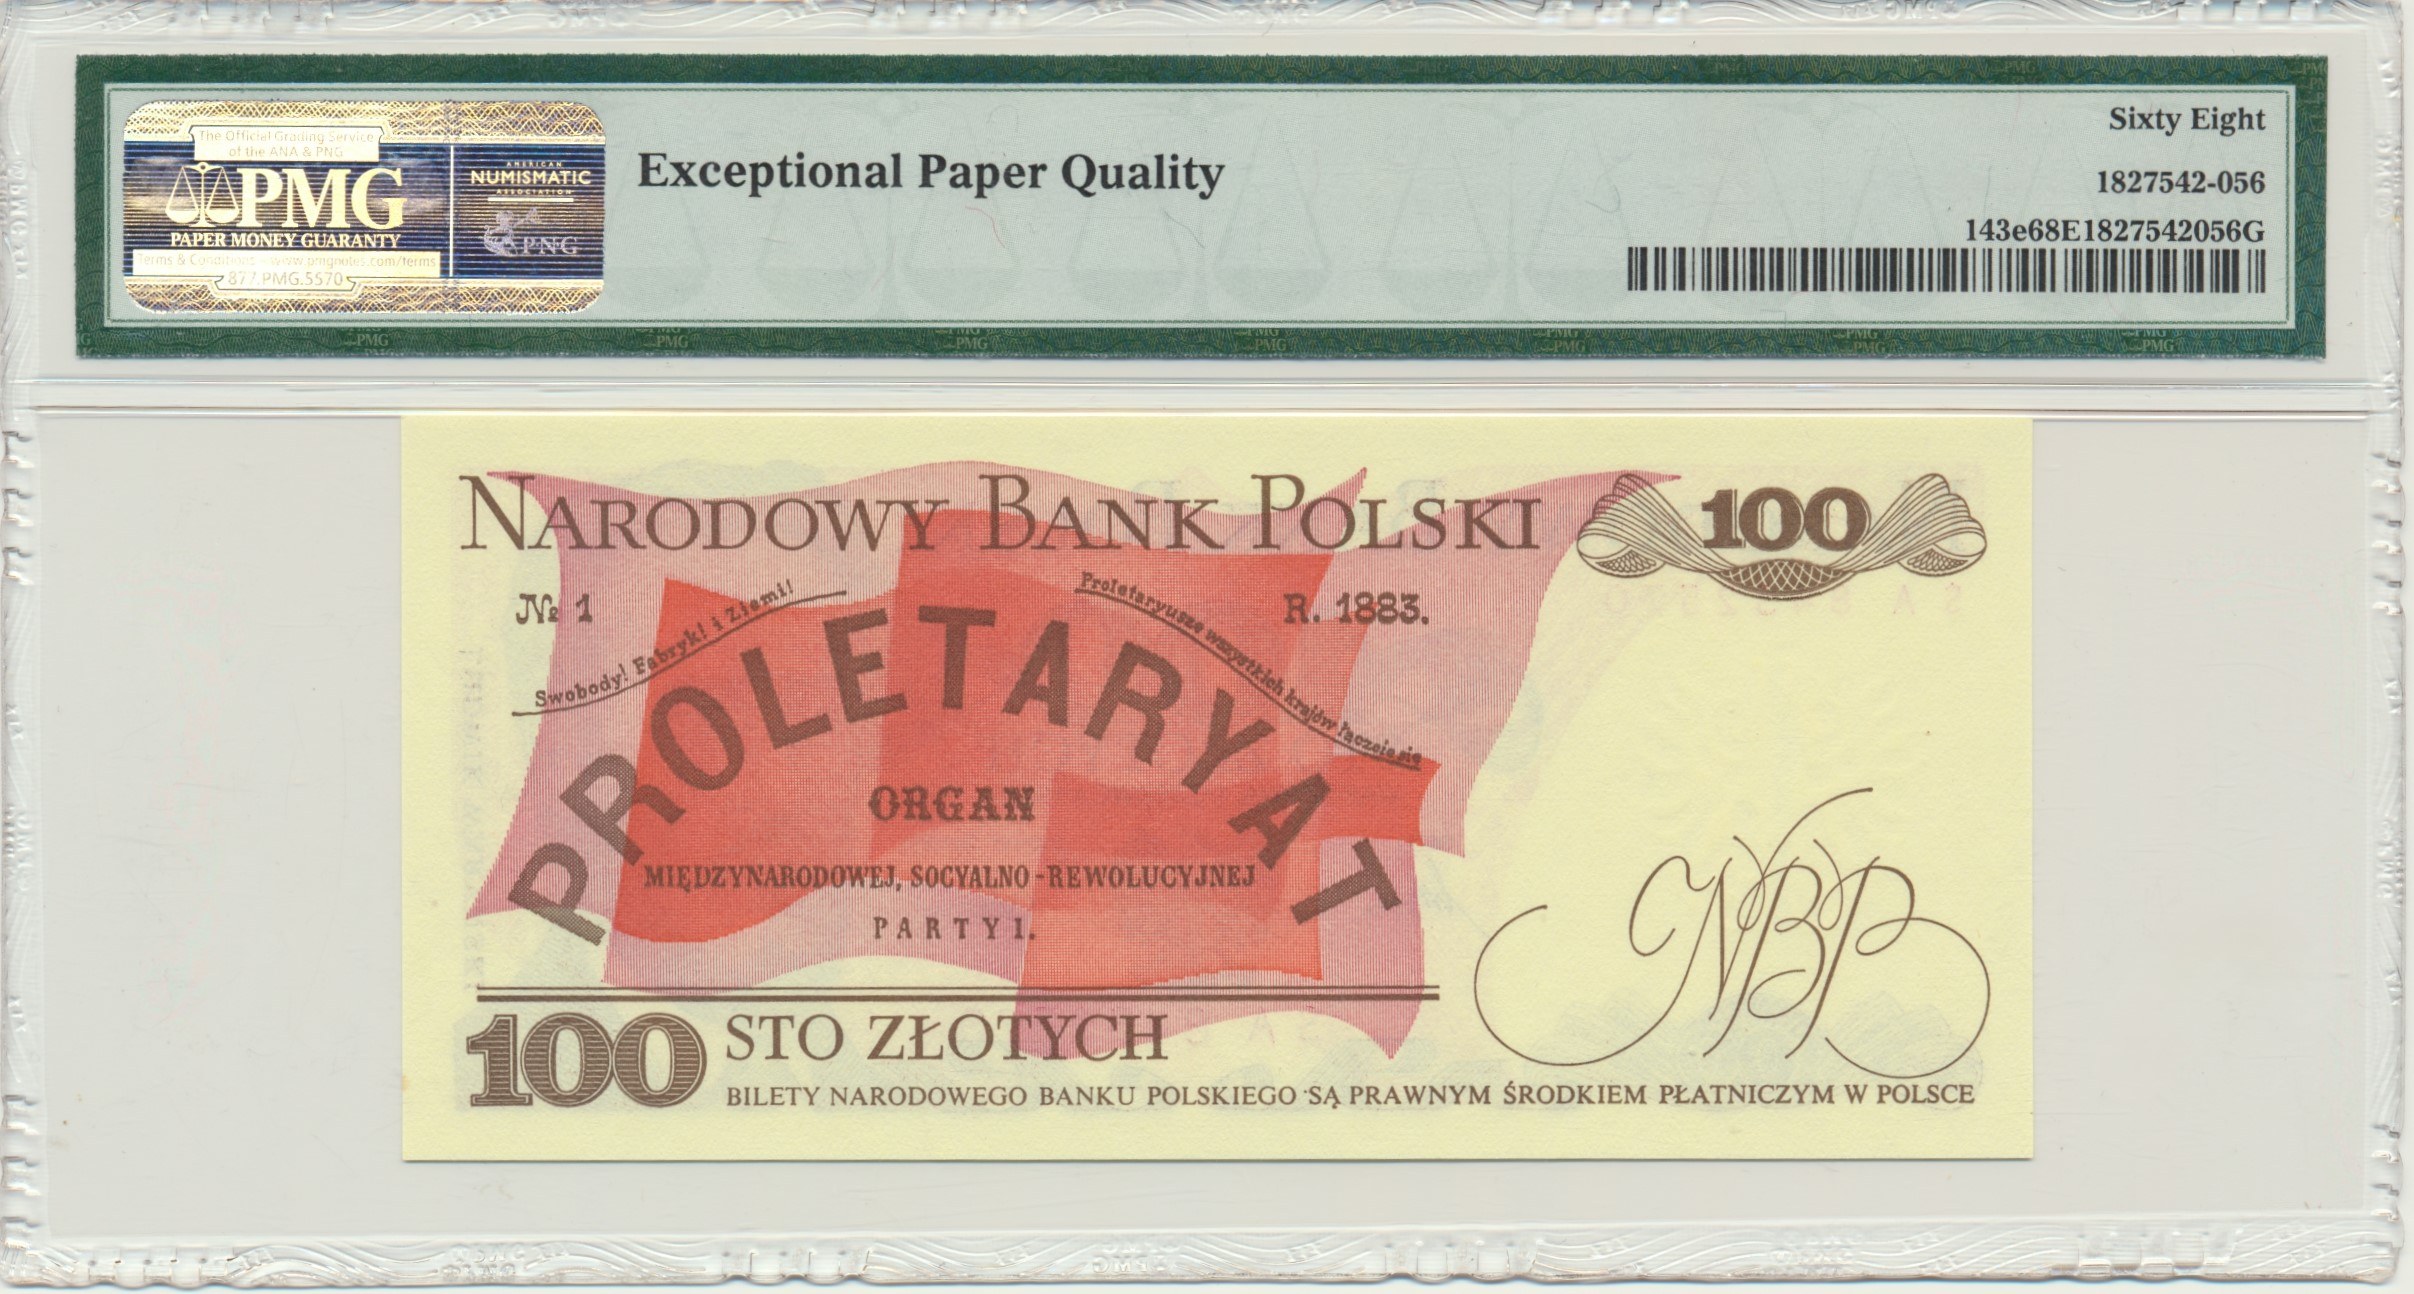 The Official Grading Service
of the ANA & PNG
PMG
PAPER MONEY GUARANTY
Terms & Conditions - www.pmgnotes.com/terms
877.PMG.5570
AMERICAN
NUMISMATIC
ASSOCIATION
PNG
Exceptional Paper Quality
Sixty Eight
1827542-056
143e68E1827542056G
NARODOWY BANK POLSKI
100
№ 1
R. 1883.
Swobody! Fabryk! i Ziemi!
Proletaryusze wszystkich krajów łączcie się
PROLETARYAT
ORGAN
MIĘDZYNARODOWEJ, SOCYALNO-REWOLUCYJNEJ
PARTYI.
NBP
100 STO ZŁOTYCH
BILETY NARODOWEGO BANKU POLSKIEGO SĄ PRAWNYM ŚRODKIEM PŁATNICZYM W POLSCE